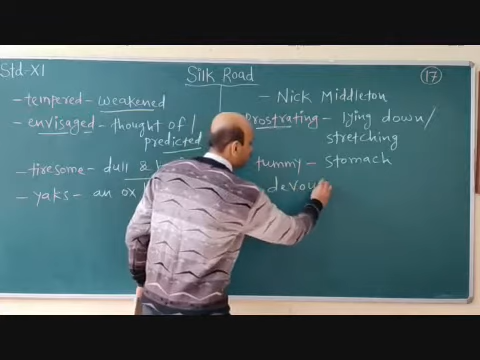 Std-XI
Silk Road
17
- tempered - weakened
- envisaged - thought of /
predicted
- tiresome - dull &
- yaks - an ox
- Nick Middleton
Prostrating - lying down/
stretching
tummy - stomach
devou